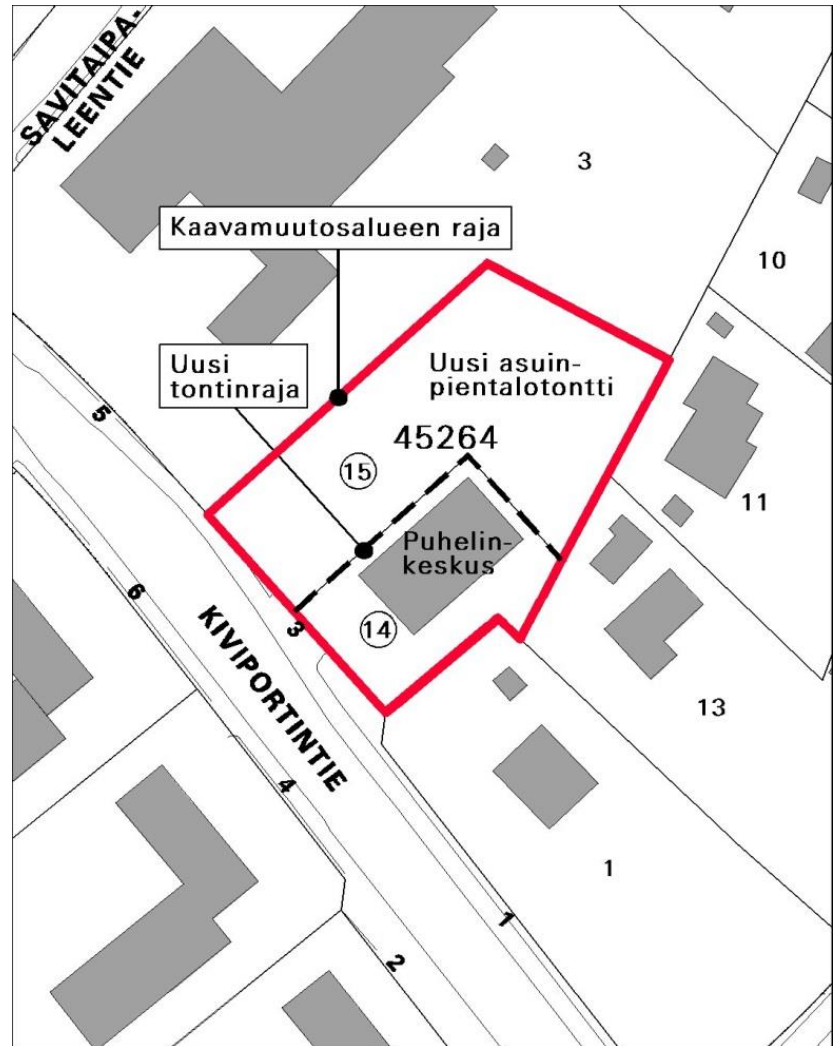 SAVITAIPA-
LEENTIE
3
Kaavamuutosalueen raja
10
Uusi
tontinraja
Uusi asuin-
pientalotontti
5
45264
15
11
Puhelin-
keskus
6
3
14
KIVIPORTINTIE
13
4
1
1
2